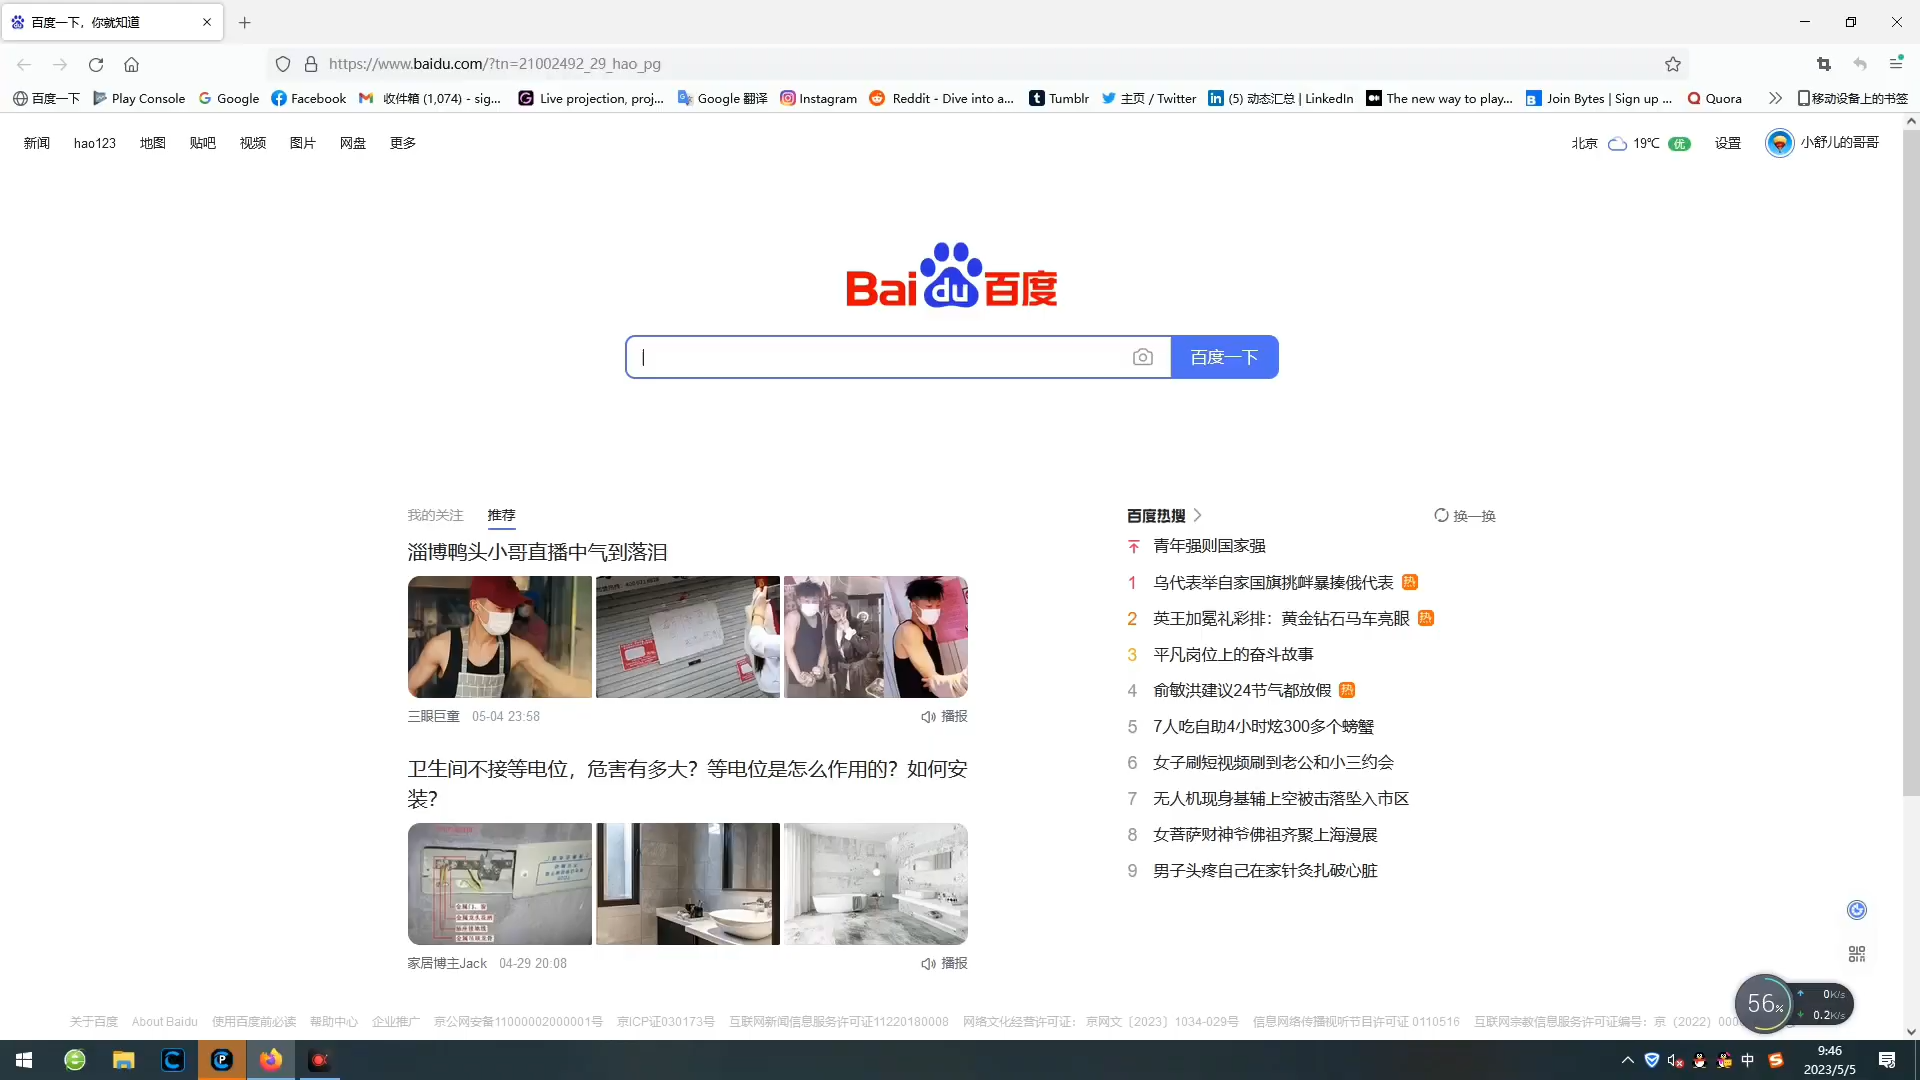 百度一下，你就知道
https://www.baidu.com/?tn=21002492_29_hao_pg
百度一下 Play Console Google Facebook 收件箱 (1,074) - sig... Live projection, proj... Google 翻译 Instagram Reddit - Dive into a... Tumblr 主页 / Twitter (5) 动态汇总 | LinkedIn The new way to play... Join Bytes | Sign up ... Quora 移动设备上的书签
新闻 hao123 地图 贴吧 视频 图片 网盘 更多 北京 19℃ 优 设置 小舒儿的哥哥
Bai du 百度
百度一下
我的关注 推荐
淄博鸭头小哥直播中气到落泪
三眼巨童 05-04 23:58 播报
卫生间不接等电位，危害有多大？等电位是怎么作用的？如何安
装？
家居博主Jack 04-29 20:08 播报
百度热搜 换一换
青年强则国家强
1 乌代表举自家国旗挑衅暴揍俄代表 热
2 英王加冕礼彩排：黄金钻石马车亮眼 热
3 平凡岗位上的奋斗故事
4 俞敏洪建议24节气都放假 热
5 7人吃自助4小时炫300多个螃蟹
6 女子刷短视频刷到老公和小三约会
7 无人机现身基辅上空被击落坠入市区
8 女菩萨财神爷佛祖齐聚上海漫展
9 男子头疼自己在家针灸扎破心脏
56% 0K/s
0.2K/s
关于百度 About Baidu 使用百度前必读 帮助中心 企业推广 京公网安备11000002000001号 京ICP证030173号 互联网新闻信息服务许可证11220180008 网络文化经营许可证： 京网文〔2023〕1034-029号 信息网络传播视听节目许可证 0110516 互联网宗教信息服务许可证编号：京（2022）000
中 9:46
2023/5/5